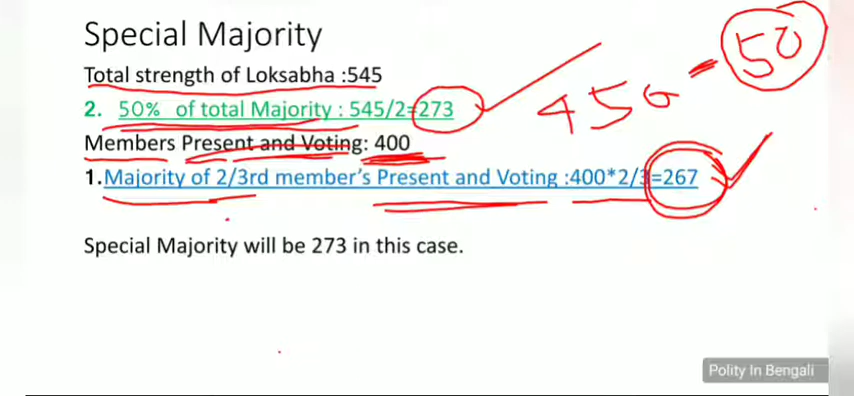 Special Majority
Total strength of Loksabha :545
2. 50% of total Majority : 545/2=273
450 - 50
Members Present and Voting: 400
1.Majority of 2/3rd member’s Present and Voting :400*2/3=267
Special Majority will be 273 in this case.
Polity In Bengali